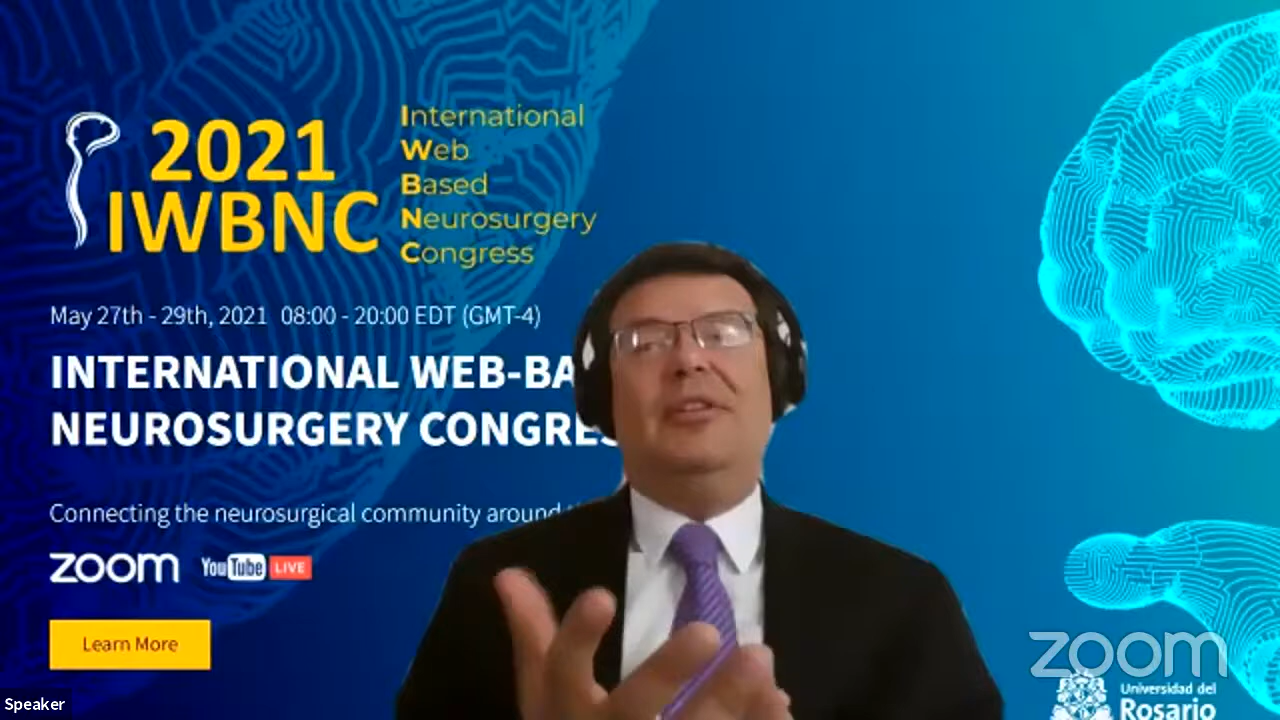 2021
IWBNC
International
Web
Based
Neurosurgery
Congress
May 27th - 29th, 2021 08:00 - 20:00 EDT (GMT-4)
INTERNATIONAL WEB-BA
NEUROSURGERY CONGRES
Connecting the neurosurgical community around
zoom
YouTube LIVE
Learn More
zoom
Universidad del
Rosario
Speaker